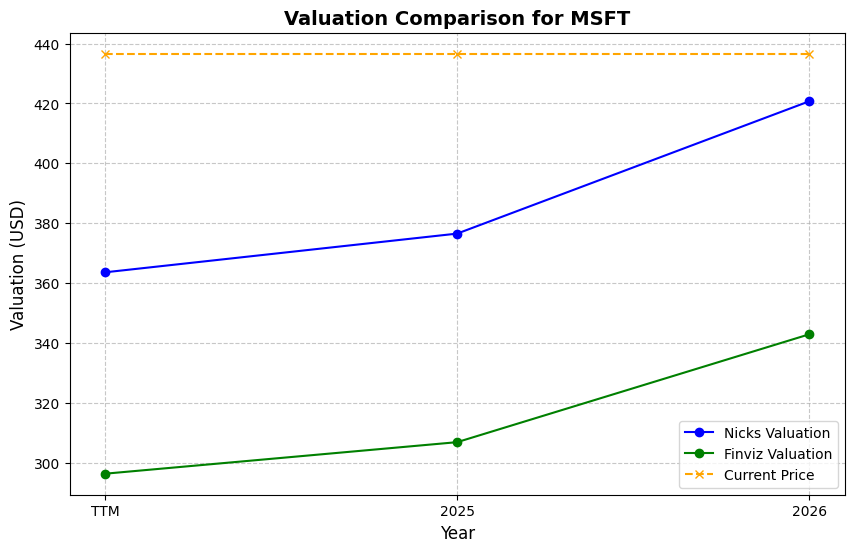 Valuation Comparison for MSFT
Valuation (USD)
440
420
400
380
360
340
320
300
TTM
2025
2026
Year
Nicks Valuation
Finviz Valuation
Current Price